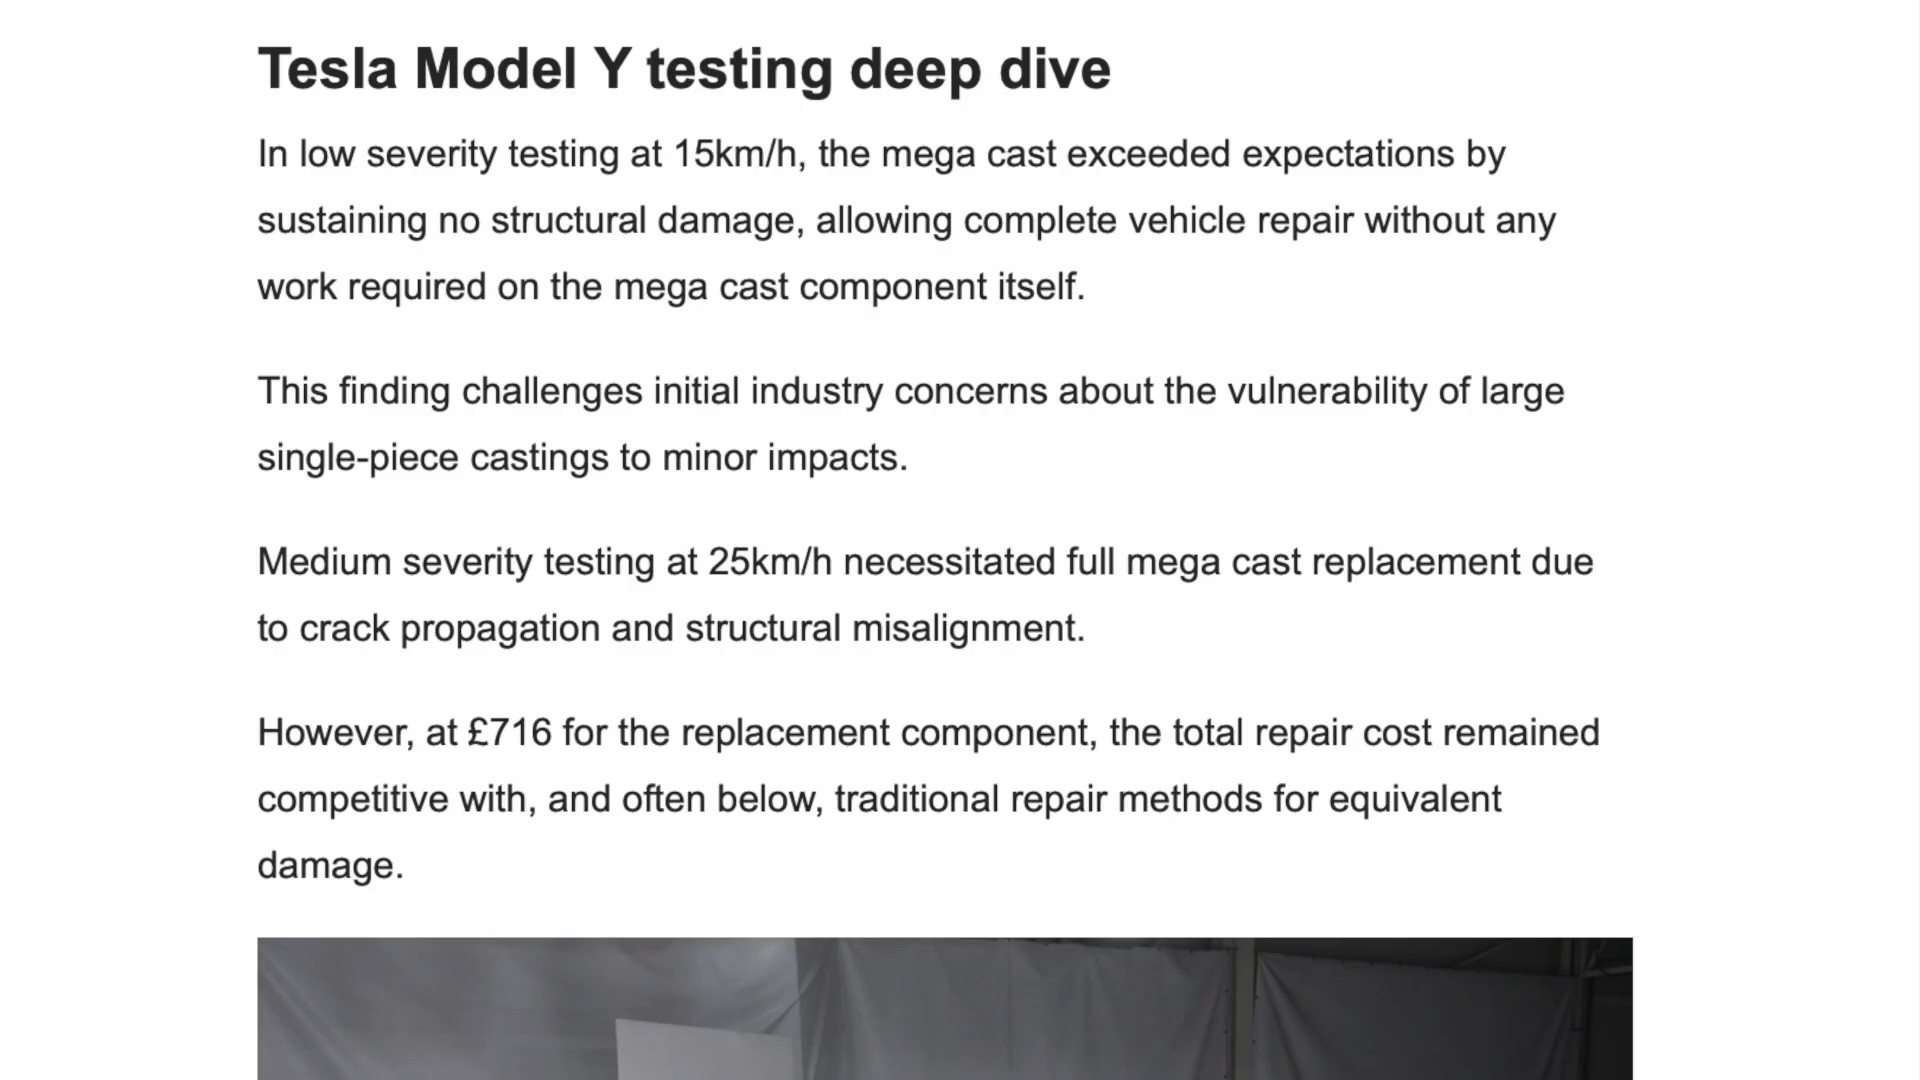 Tesla Model Y testing deep dive
In low severity testing at 15km/h, the mega cast exceeded expectations by
sustaining no structural damage, allowing complete vehicle repair without any
work required on the mega cast component itself.
This finding challenges initial industry concerns about the vulnerability of large
single-piece castings to minor impacts.
Medium severity testing at 25km/h necessitated full mega cast replacement due
to crack propagation and structural misalignment.
However, at £716 for the replacement component, the total repair cost remained
competitive with, and often below, traditional repair methods for equivalent
damage.